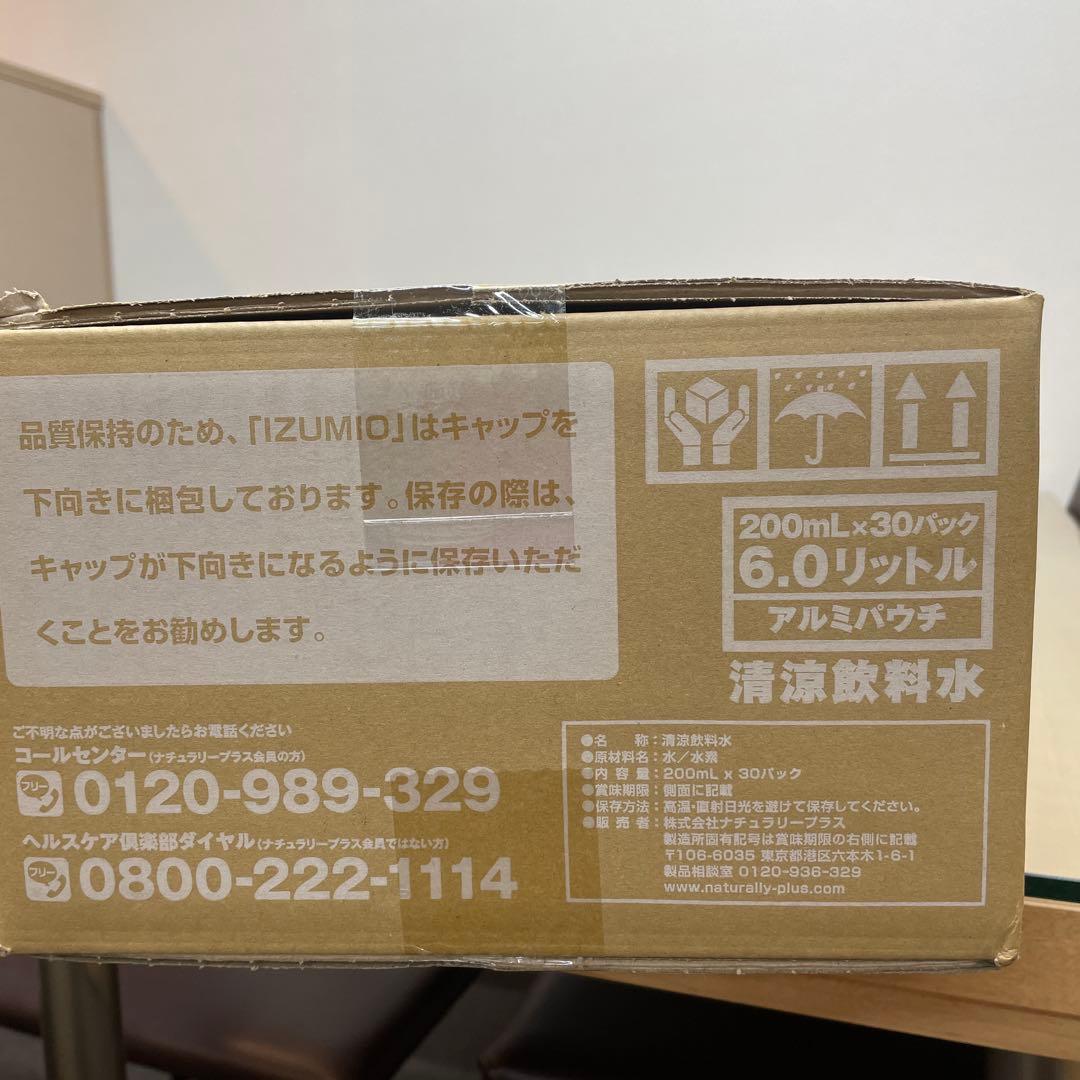 品質保持のため、「IZUMIO」はキャップを
下向きに梱包しております。保存の際は、
キャップが下向きになるように保存いただ
くことをお勧めします。
200mL×30パック
6.0リットル
アルミパウチ
清涼飲料水
ご不明な点がございましたらお電話ください
コールセンター(ナチュラリープラス会員の方)
フリー 0120-989-329
ヘルスケア倶楽部ダイヤル(ナチュラリープラス会員ではない方)
フリー 0800-222-1114
●名 称:清涼飲料水
●原材料名:水/水素
●内 容 量:200mL x 30パック
●賞味期限:側面に記載
●保存方法:高温・直射日光を避けて保存してください。
●販 売 者:株式会社ナチュラリープラス
製造所固有記号は賞味期限の右側に記載
〒106-6035 東京都港区六本木1-6-1
製品相談室 0120-936-329
www.naturally-plus.com